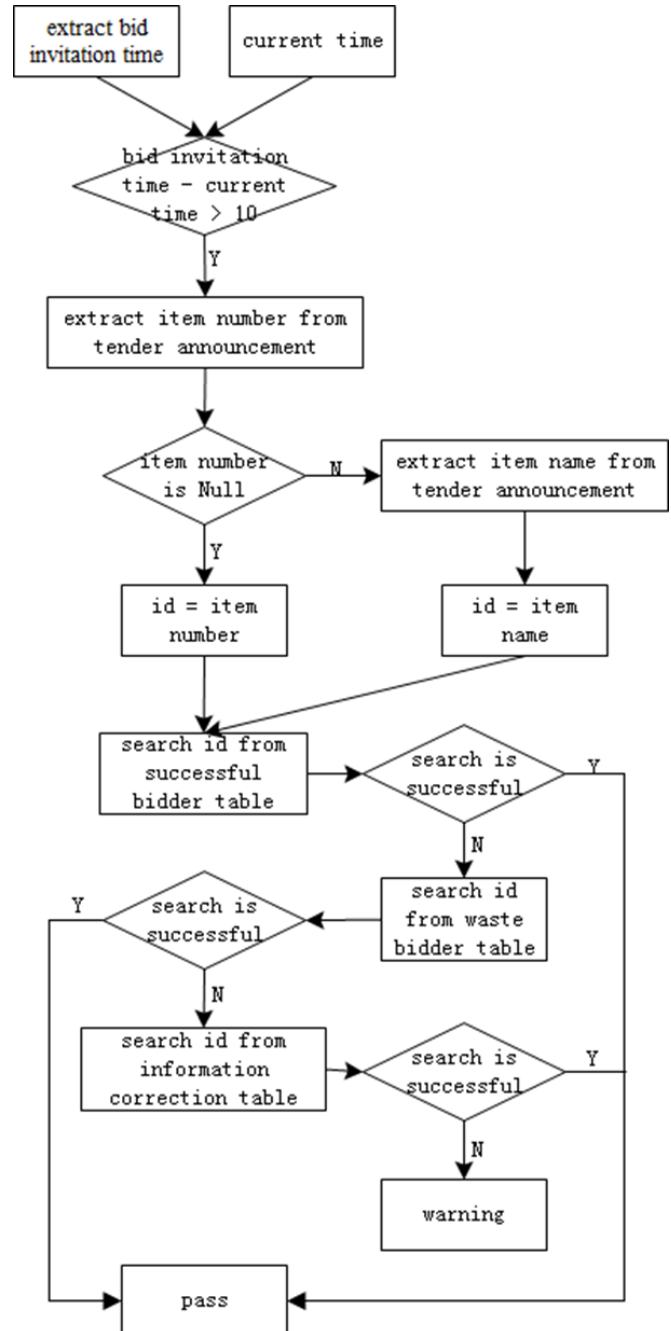 extract bid
invitation time
current time
bid invitation
time - current
time > 10
Y
extract item number from
tender announcement
item number
is Null
N
extract item name from
tender announcement
Y
id = item
number
id = item
name
search id from
successful
bidder table
search is
successful
Y
N
search id
from waste
bidder table
search is
successful
Y
N
search id from
information
correction table
search is
successful
Y
N
warning
pass